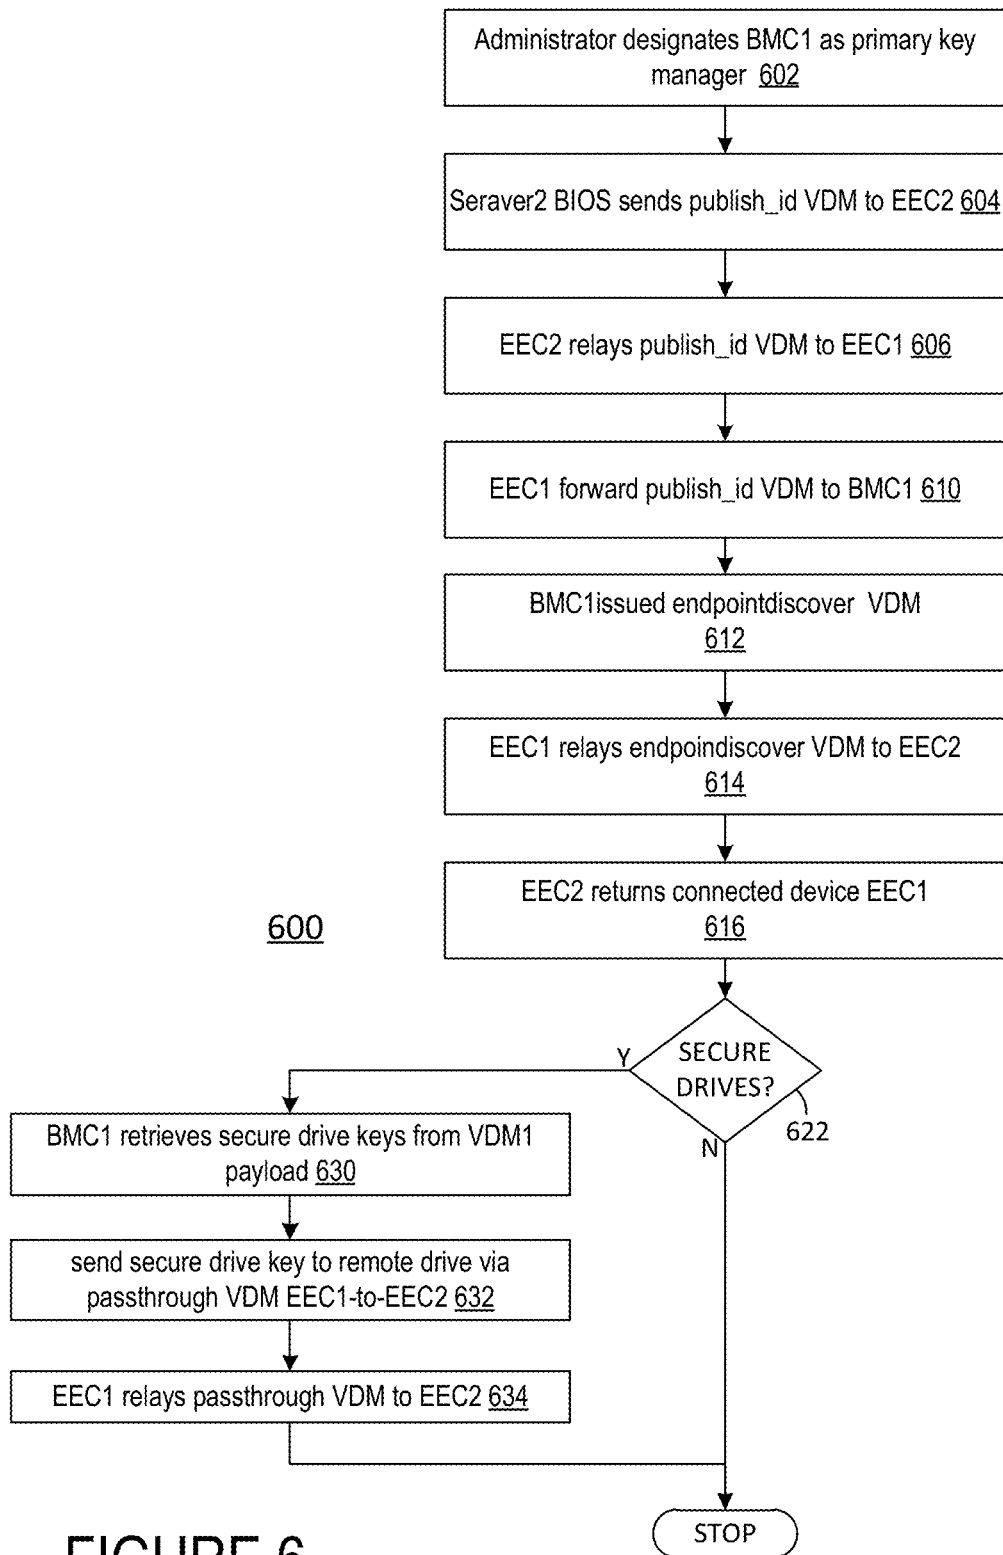 Administrator designates BMC1 as primary key
manager 602
Seraver2 BIOS sends publish_id VDM to EEC2 604
EEC2 relays publish_id VDM to EEC1 606
EEC1 forward publish_id VDM to BMC1 610
BMC1issued endpointdiscover VDM
612
EEC1 relays endpoindiscover VDM to EEC2
614
EEC2 returns connected device EEC1
616
600
SECURE
DRIVES?
Y
622
N
BMC1 retrieves secure drive keys from VDM1
payload 630
send secure drive key to remote drive via
passthrough VDM EEC1-to-EEC2 632
EEC1 relays passthrough VDM to EEC2 634
STOP
FIGURE 6